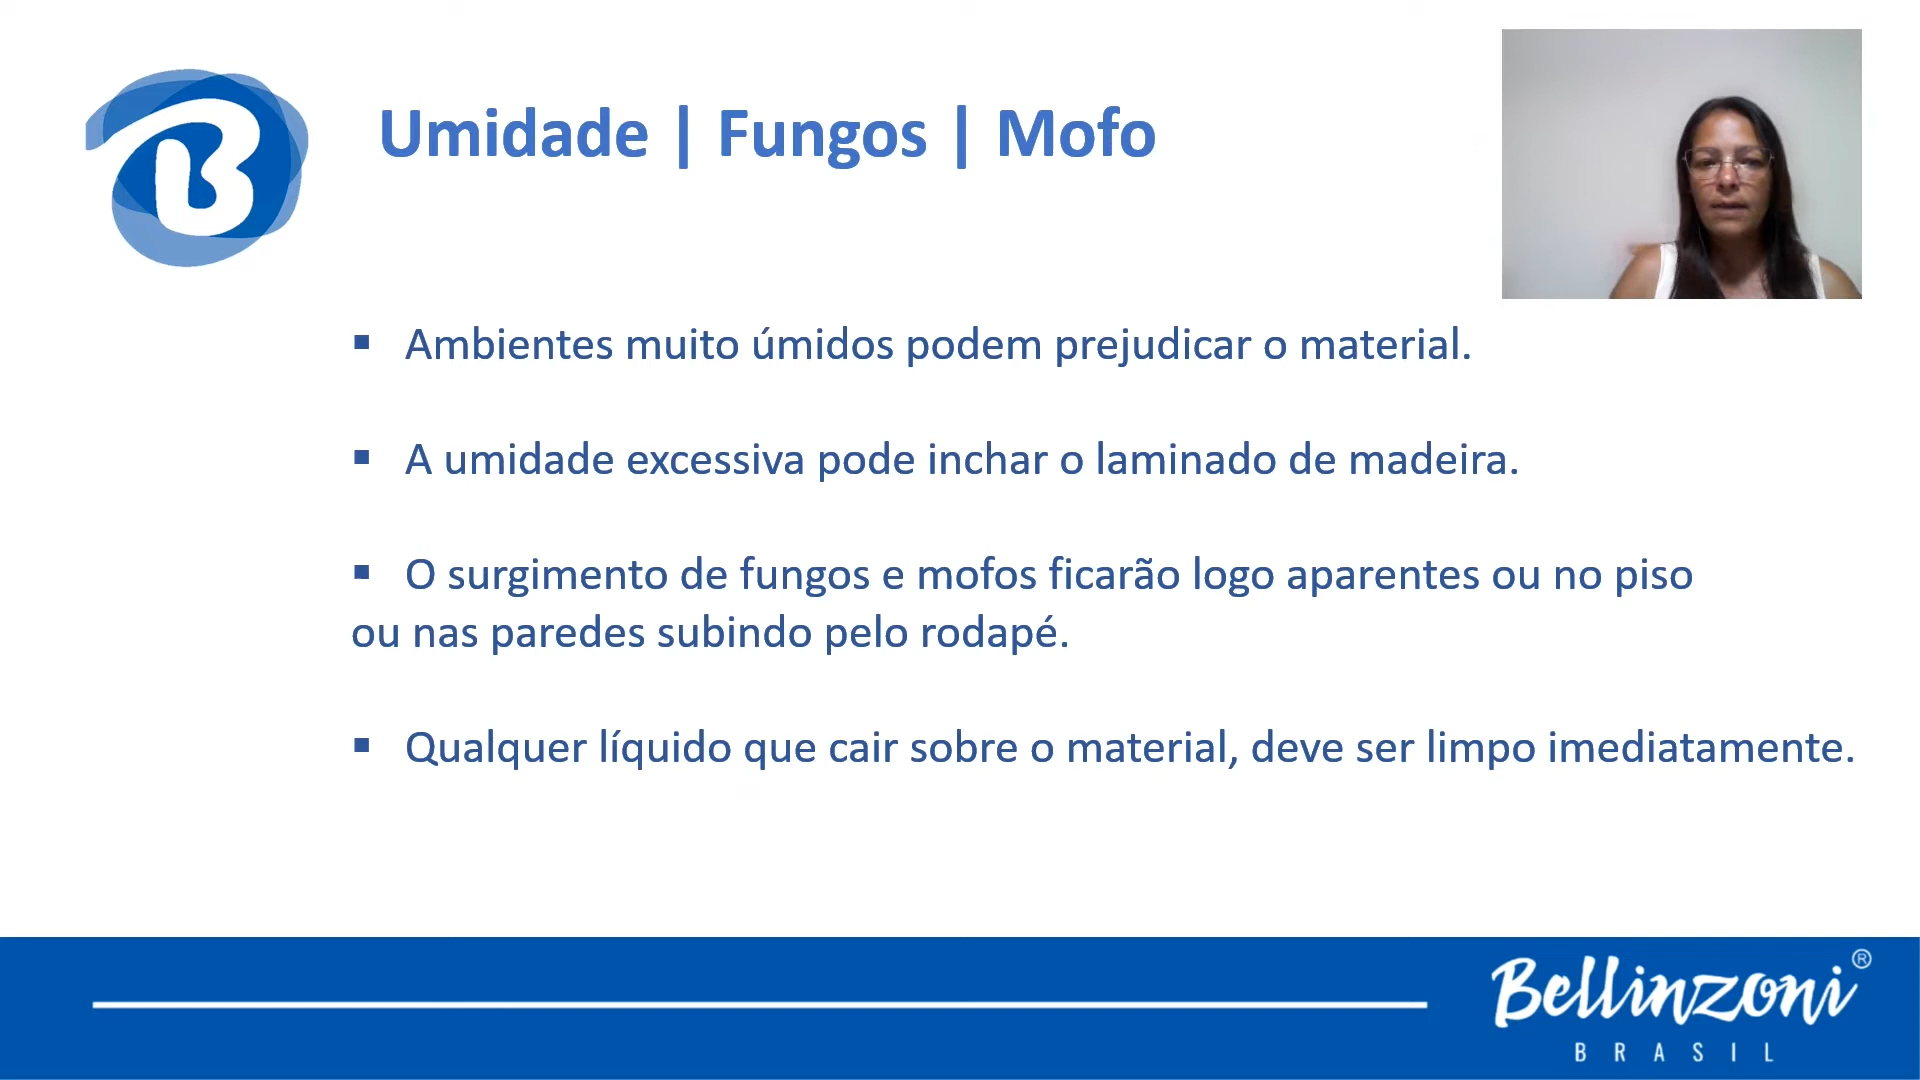 B
Umidade | Fungos | Mofo
▪ Ambientes muito úmidos podem prejudicar o material.
▪ A umidade excessiva pode inchar o laminado de madeira.
▪ O surgimento de fungos e mofos ficarão logo aparentes ou no piso
ou nas paredes subindo pelo rodapé.
▪ Qualquer líquido que cair sobre o material, deve ser limpo imediatamente.
Bellinzoni®
BRASIL